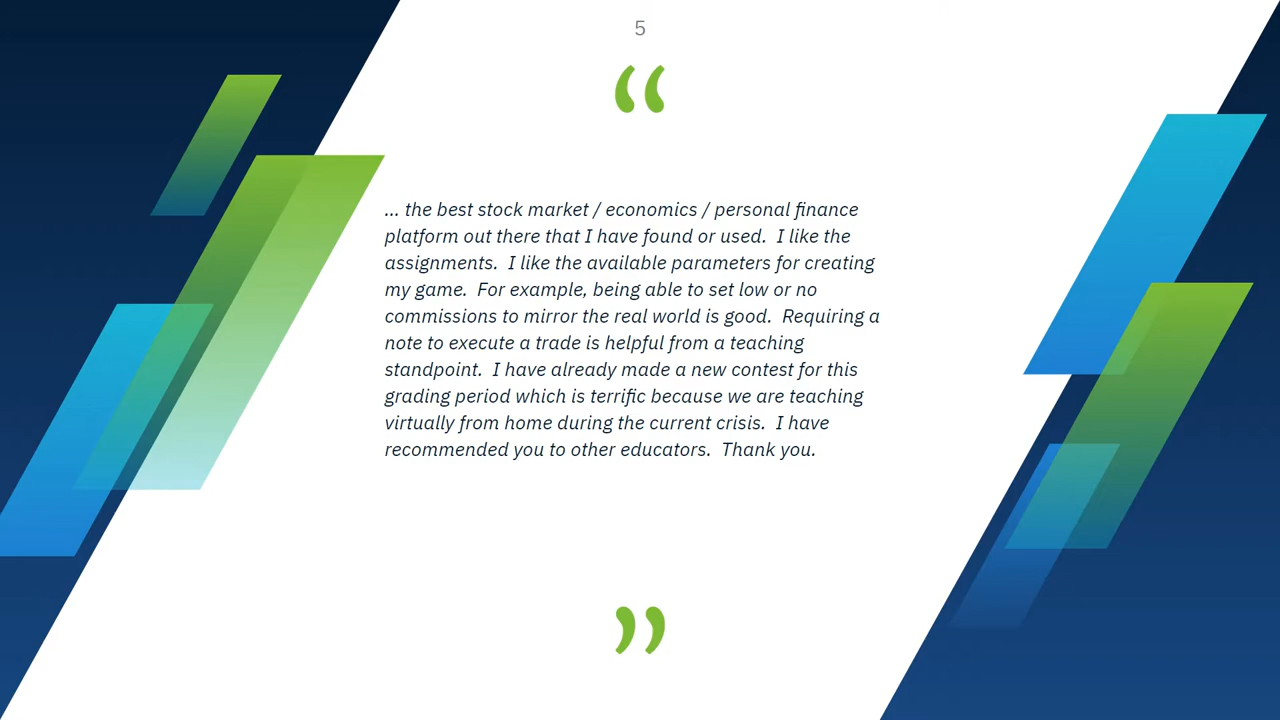 5
“
... the best stock market / economics / personal finance
platform out there that I have found or used.  I like the
assignments.  I like the available parameters for creating
my game.  For example, being able to set low or no
commissions to mirror the real world is good.  Requiring a
note to execute a trade is helpful from a teaching
standpoint.  I have already made a new contest for this
grading period which is terrific because we are teaching
virtually from home during the current crisis.  I have
recommended you to other educators.  Thank you.
”